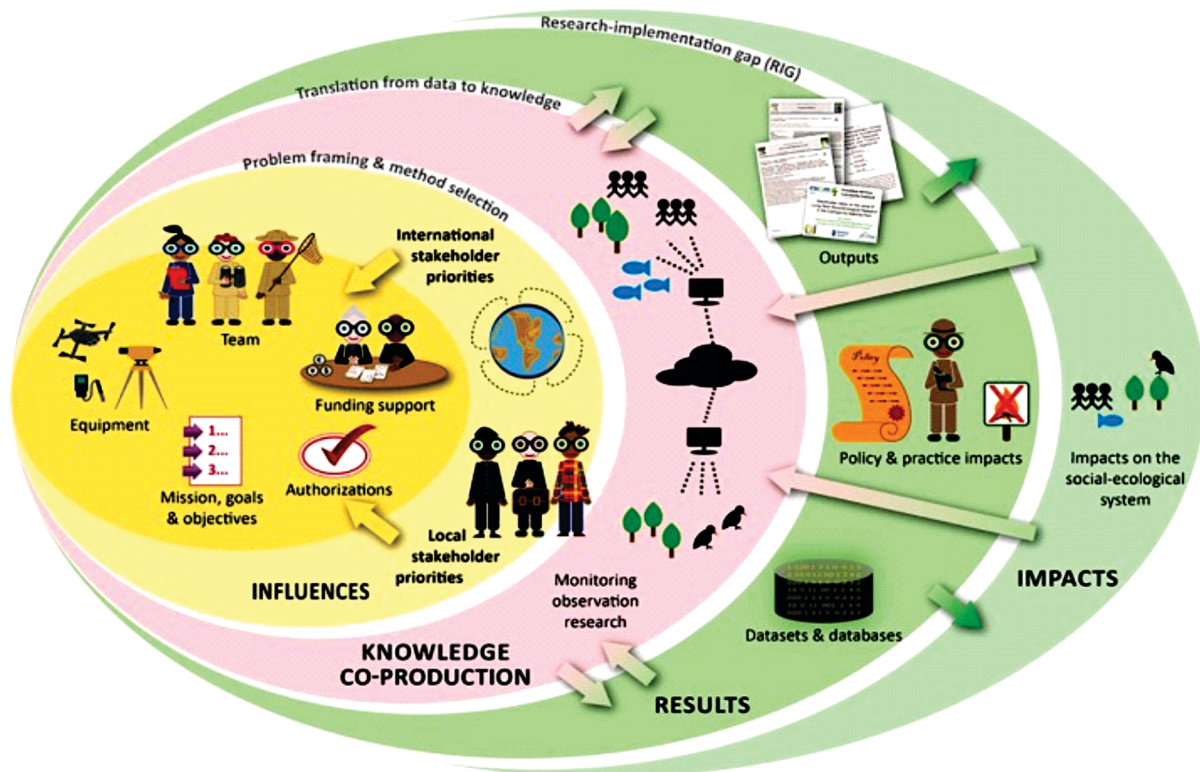 Research-implementation gap (RIG)
Translation from data to knowledge
Problem framing & method selection
International
stakeholder
priorities
Team
Equipment
Funding support
1...
2...
3...
Mission, goals
& objectives
Authorizations
Local
stakeholder
priorities
INFLUENCES
Monitoring
observation
research
KNOWLEDGE
CO-PRODUCTION
Outputs
Policy
Policy & practice impacts
Datasets & databases
RESULTS
Impacts on the
social-ecological
system
IMPACTS